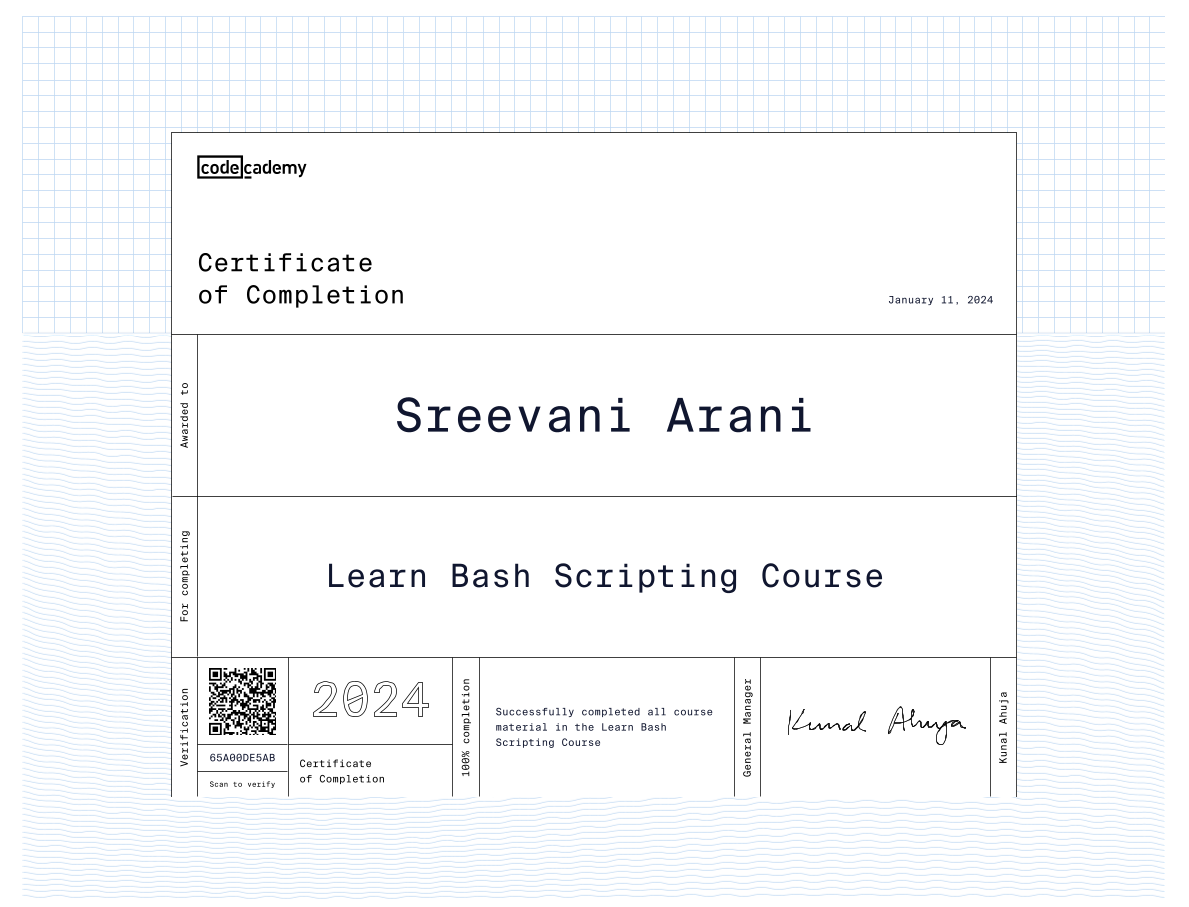 codecademy
Certificate
of Completion
January 11, 2024
Awarded to
Sreevani Arani
For completing
Learn Bash Scripting Course
Verification
65A00DE5AB
Scan to verify
2024
Certificate
of Completion
100% completion
Successfully completed all course
material in the Learn Bash
Scripting Course
General Manager
Kunal Ahuja
Kunal Ahuja